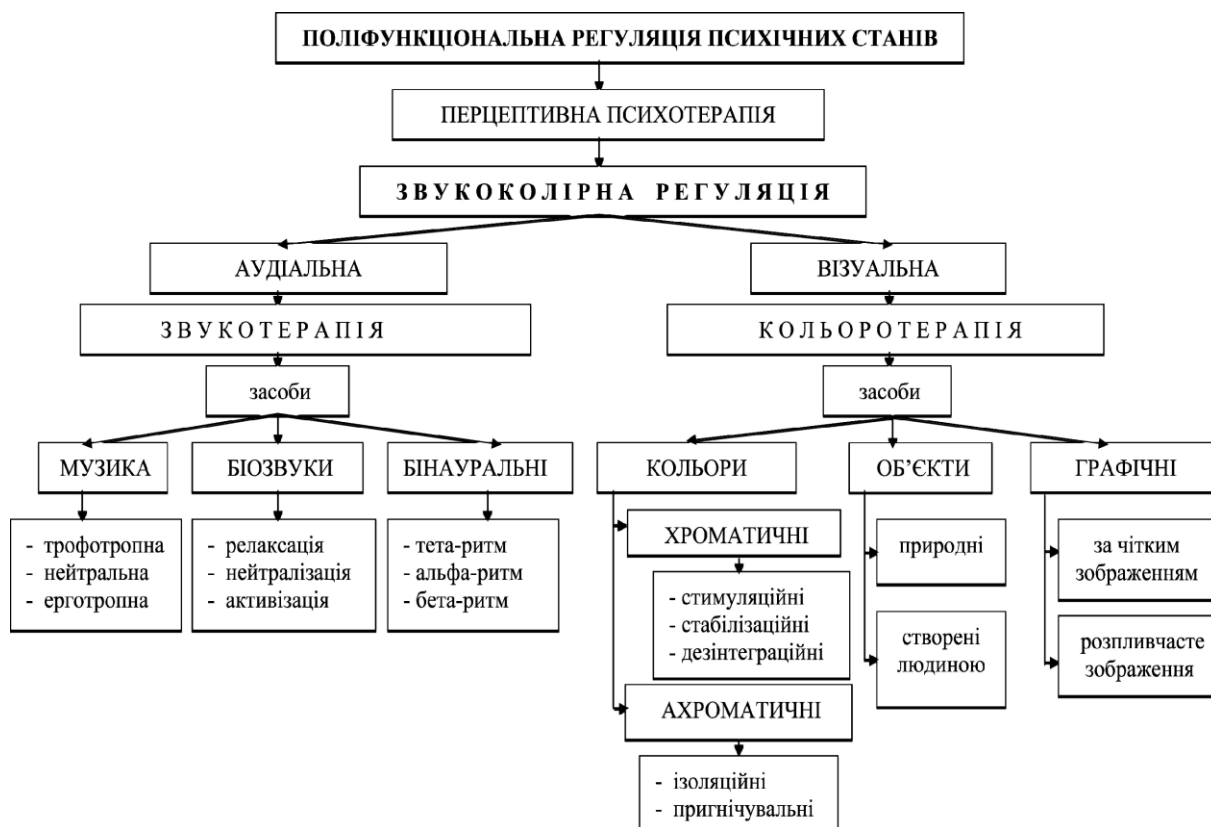 ПОЛІФУНКЦІОНАЛЬНА РЕГУЛЯЦІЯ ПСИХІЧНИХ СТАНІВ
ПЕРЦЕПТИВНА ПСИХОТЕРАПІЯ
ЗВУКОКОЛІРНА РЕГУЛЯЦІЯ
АУДІАЛЬНА
ВІЗУАЛЬНА
ЗВУКОТЕРАПІЯ
КОЛЬОРОТЕРАПІЯ
засоби
засоби
МУЗИКА
БІОЗВУКИ
БІНАУРАЛЬНІ
КОЛЬОРИ
ОБ’ЄКТИ
ГРАФІЧНІ
- трофотропна
- нейтральна
- ерготропна
- релаксація
- нейтралізація
- активізація
- тета-ритм
- альфа-ритм
- бета-ритм
ХРОМАТИЧНІ
- стимуляційні
- стабілізаційні
- дезінтеграційні
АХРОМАТИЧНІ
- ізоляційні
- пригнічувальні
природні
створені
людиною
за чітким
зображенням
розпливчасте
зображення